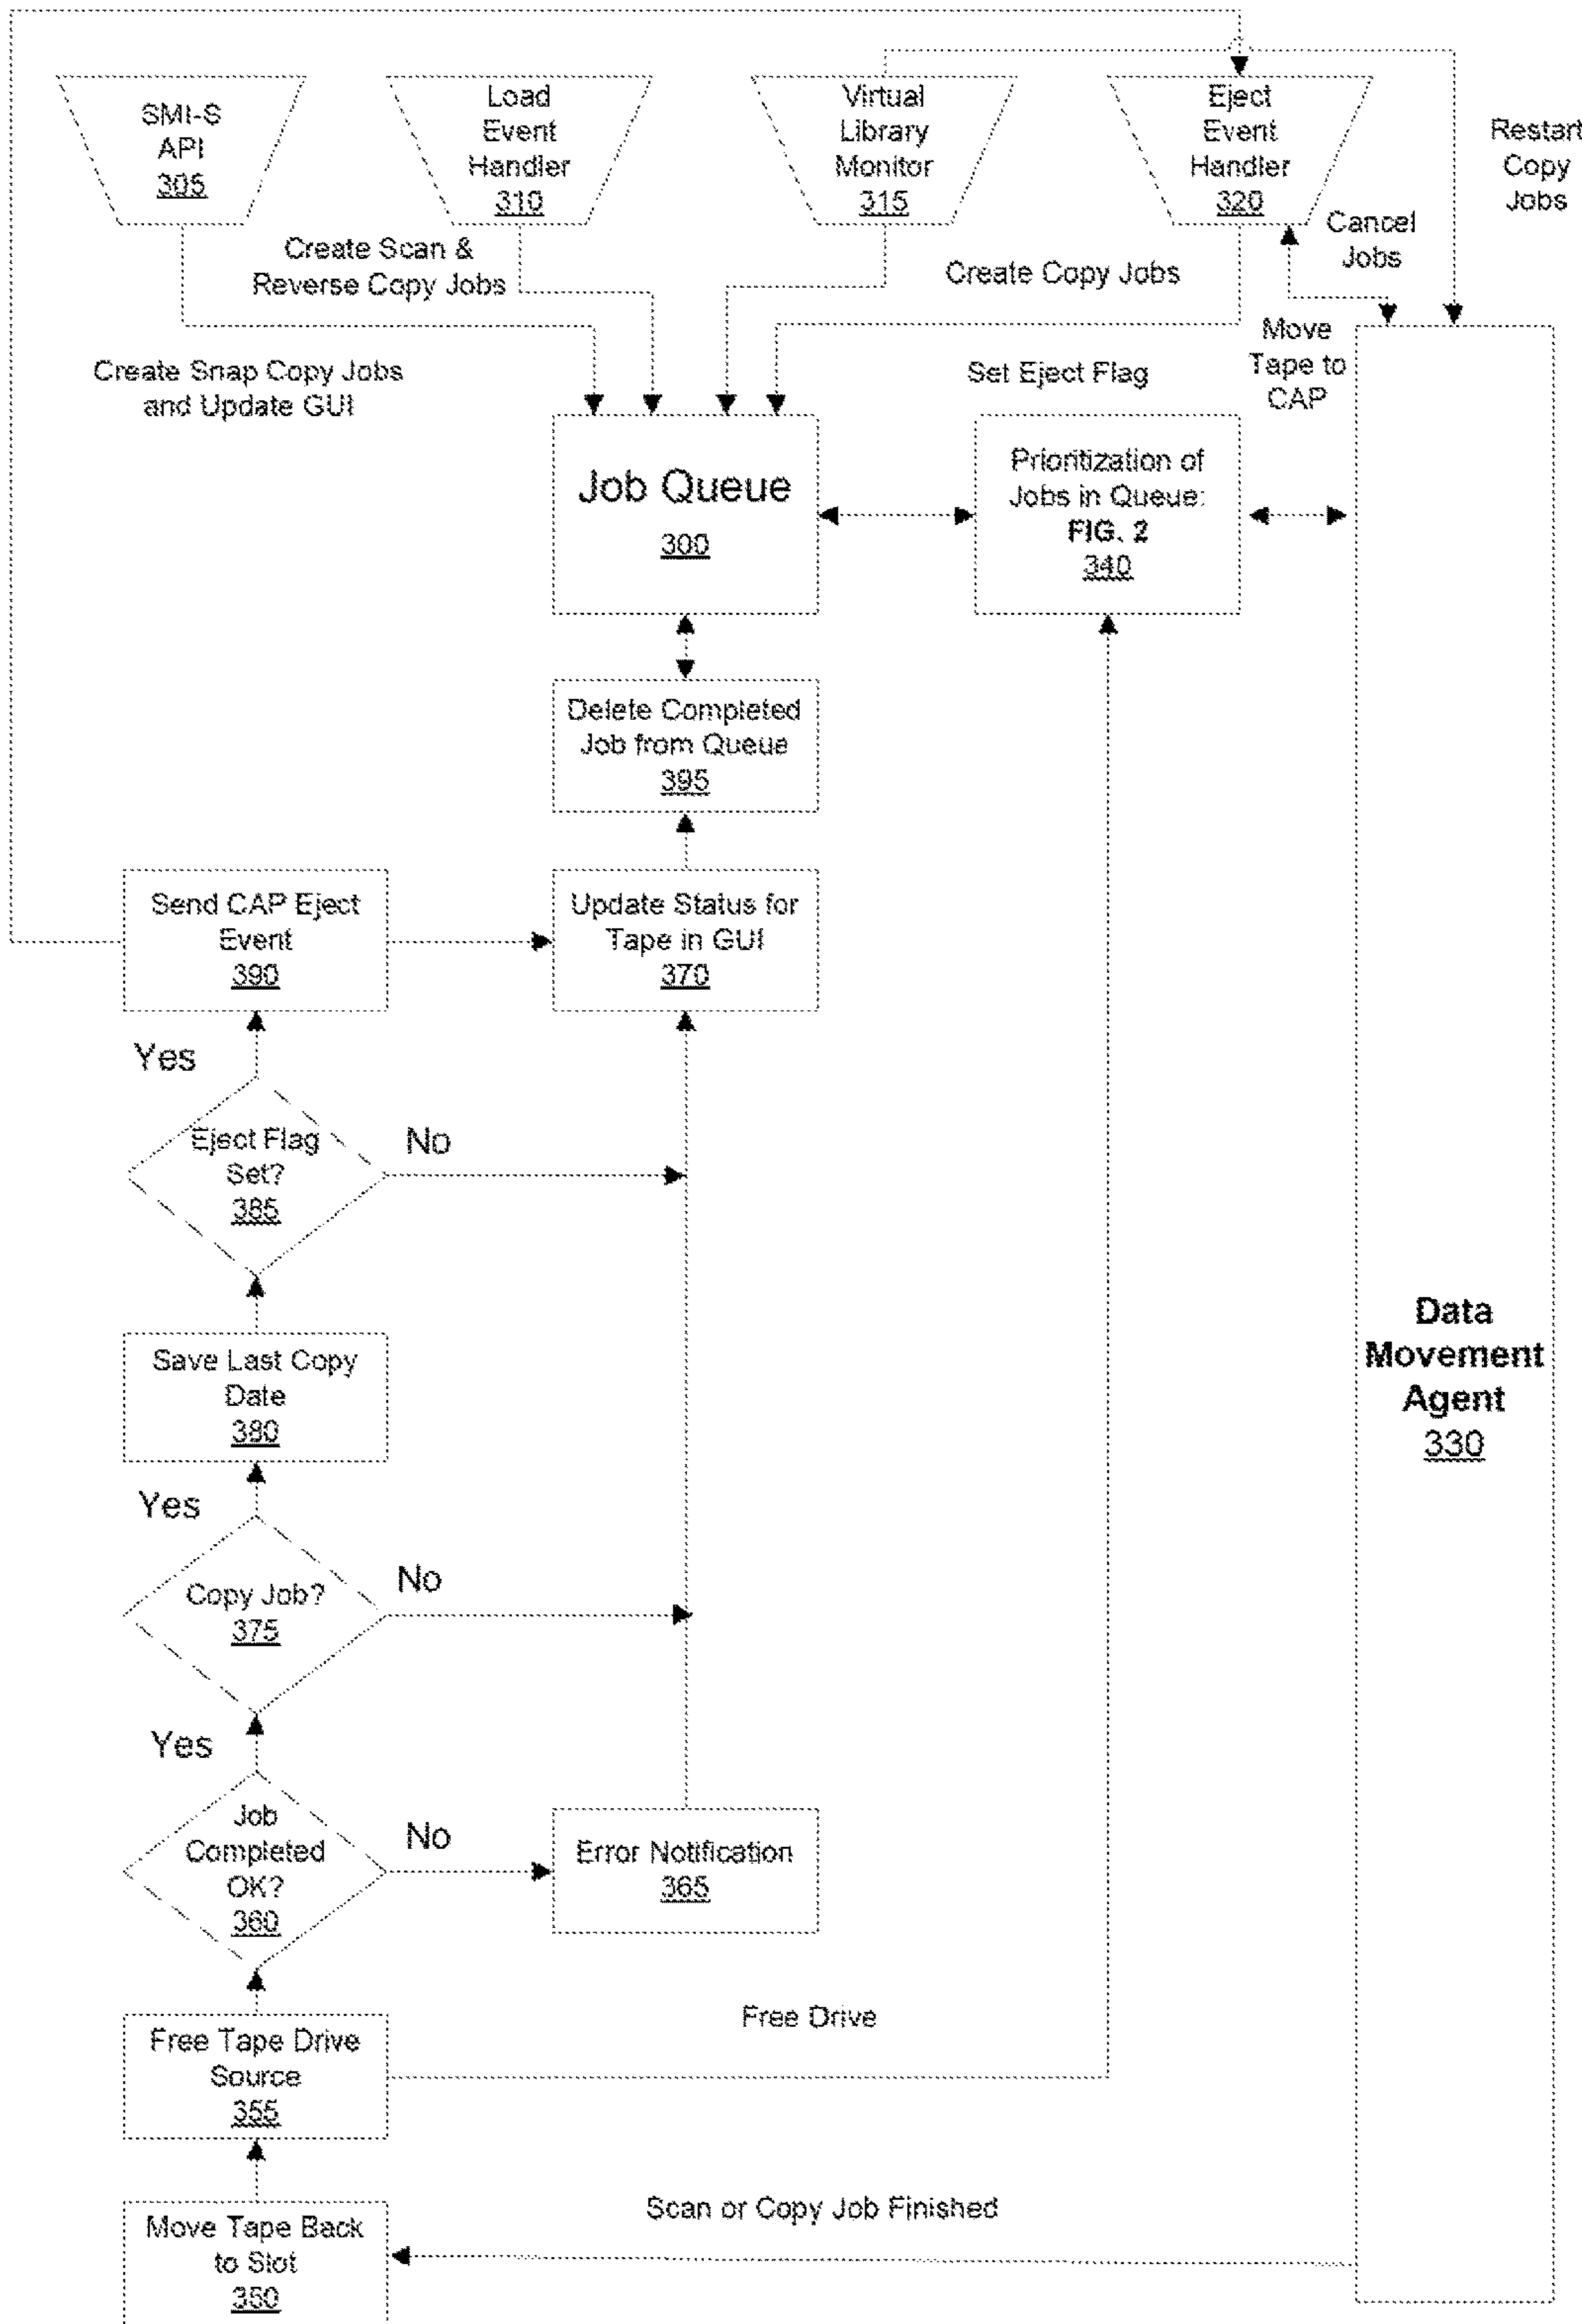 SMI-S
API
305
Load
Event
Handler
310
Virtual
Library
Monitor
315
Eject
Event
Handler
320
Restart
Copy
Jobs
Create Scan &
Reverse Copy Jobs
Create Copy Jobs
Cancel
Jobs
Create Snap Copy Jobs
and Update GUI
Set Eject Flag
Move
Tape to
CAP
Job Queue
300
Prioritization of
Jobs in Queue:
FIG. 2
340
Delete Completed
Job from Queue
395
Send CAP Eject
Event
390
Update Status for
Tape in GUI
370
Yes
Eject Flag
Set?
385
No
Save Last Copy
Date
380
Data
Movement
Agent
330
Yes
Copy Job?
375
No
Yes
Job
Completed
OK?
360
No
Error Notification
365
Free Tape Drive
Source
355
Free Drive
Move Tape Back
to Slot
350
Scan or Copy Job Finished